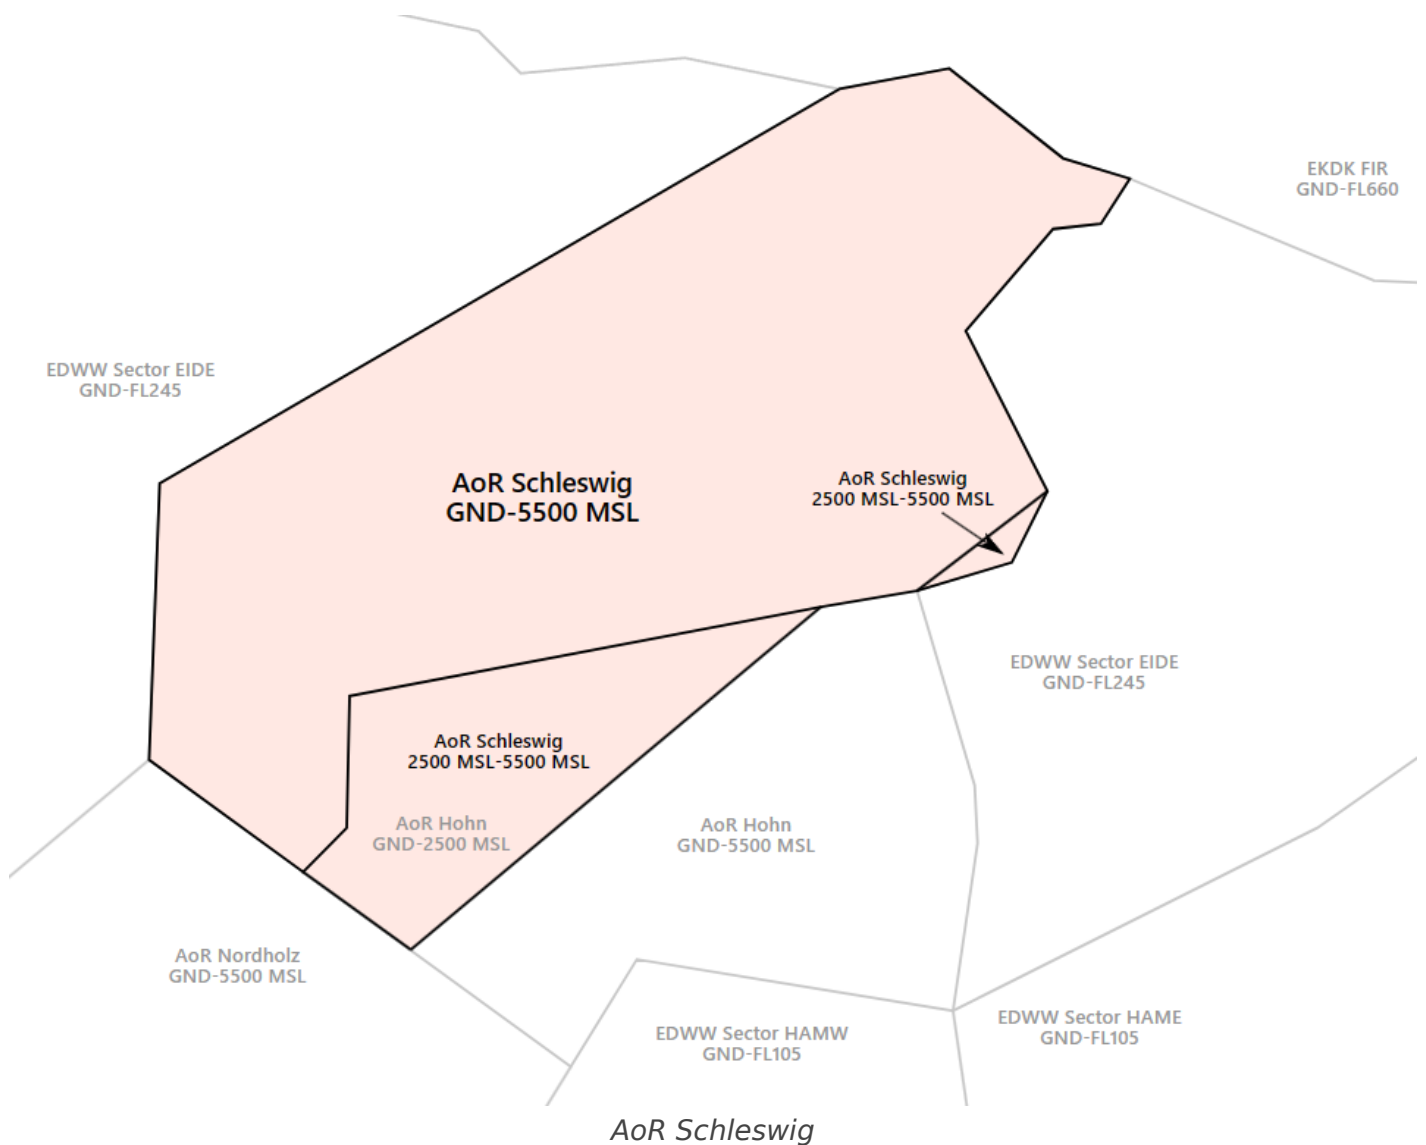 EKDK FIR
GND-FL660
EDWW Sector EIDE
GND-FL245
AoR Schleswig
GND-5500 MSL
AoR Schleswig
2500 MSL-5500 MSL
EDWW Sector EIDE
GND-FL245
AoR Schleswig
2500 MSL-5500 MSL
AoR Hohn
GND-2500 MSL
AoR Hohn
GND-5500 MSL
AoR Nordholz
GND-5500 MSL
EDWW Sector HAMW
GND-FL105
EDWW Sector HAME
GND-FL105
AoR Schleswig